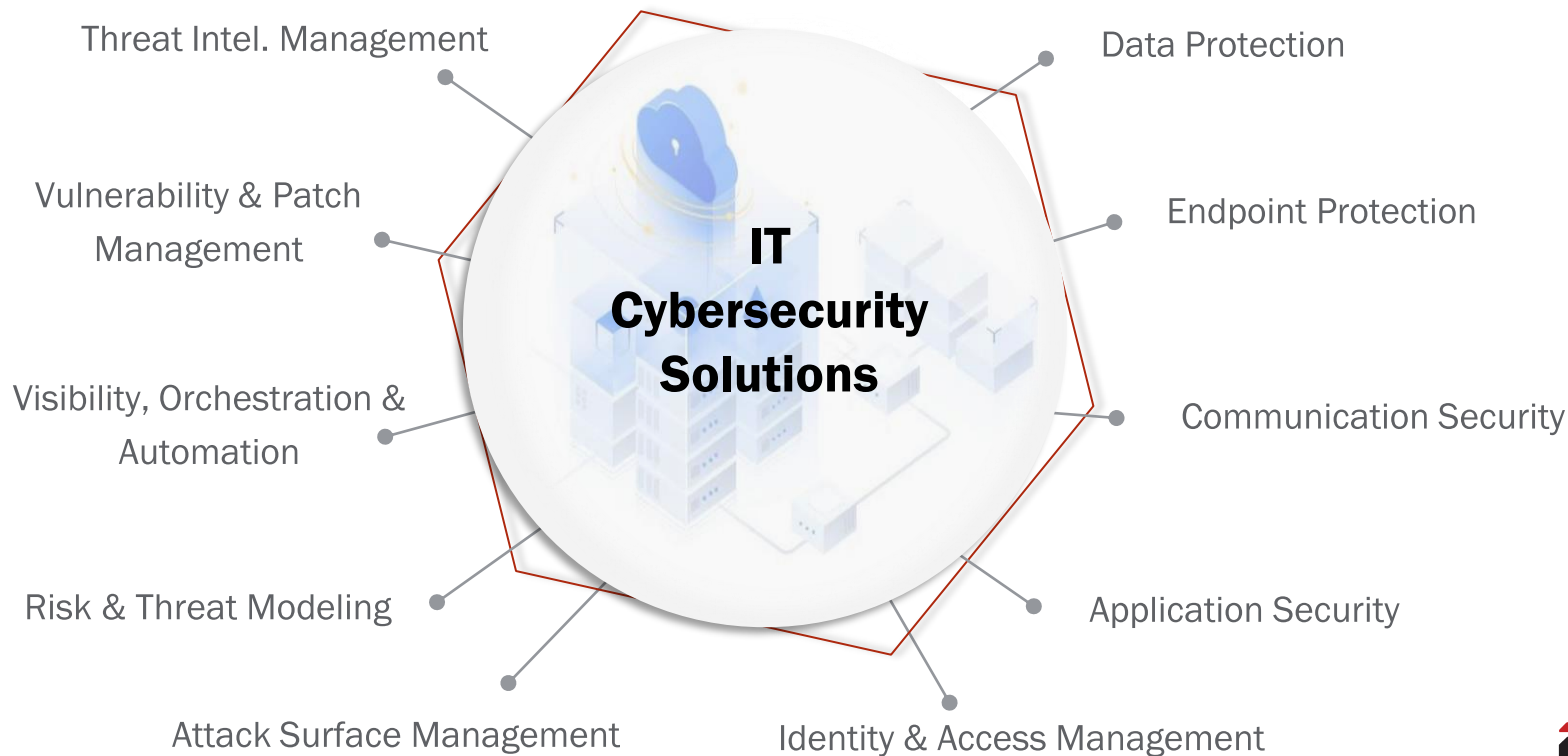 Threat Intel. Management
Data Protection
Vulnerability & Patch
Management
Endpoint Protection
IT
Cybersecurity
Solutions
Visibility, Orchestration &
Automation
Communication Security
Risk & Threat Modeling
Application Security
Attack Surface Management
Identity & Access Management